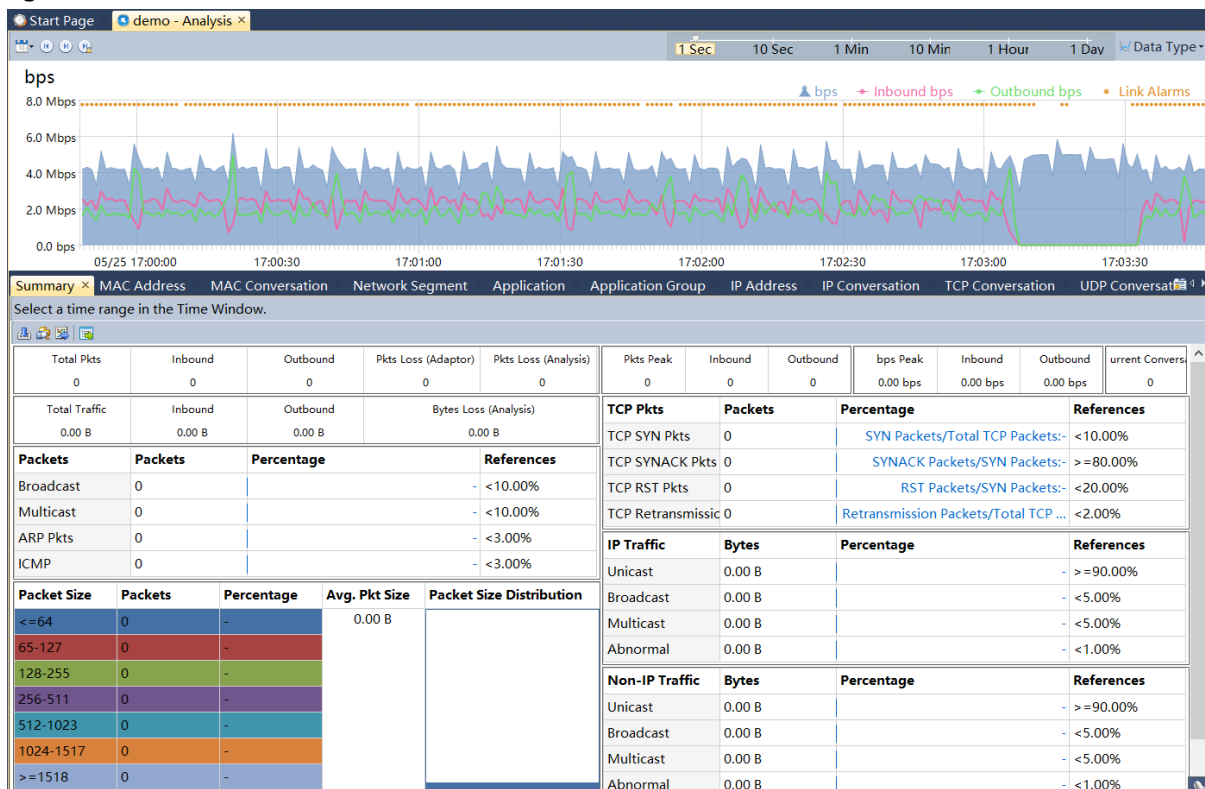 Start Page
demo - Analysis ×
1 Sec 10 Sec 1 Min 10 Min 1 Hour 1 Day Data Type
bps
bps Inbound bps Outbound bps Link Alarms
8.0 Mbps
6.0 Mbps
4.0 Mbps
2.0 Mbps
0.0 bps
05/25 17:00:00 17:00:30 17:01:00 17:01:30 17:02:00 17:02:30 17:03:00 17:03:30
Summary × MAC Address MAC Conversation Network Segment Application Application Group IP Address IP Conversation TCP Conversation UDP Conversat
Select a time range in the Time Window.
Total Pkts Inbound Outbound Pkts Loss (Adaptor) Pkts Loss (Analysis)
0 0 0 0 0
Total Traffic Inbound Outbound Bytes Loss (Analysis)
0.00 B 0.00 B 0.00 B 0.00 B
Packets Packets Percentage References
Broadcast 0 - <10.00%
Multicast 0 - <10.00%
ARP Pkts 0 - <3.00%
ICMP 0 - <3.00%
Packet Size Packets Percentage Avg. Pkt Size Packet Size Distribution
<=64 0 - 0.00 B
65-127 0 -
128-255 0 -
256-511 0 -
512-1023 0 -
1024-1517 0 -
>=1518 0 -
Pkts Peak Inbound Outbound bps Peak Inbound Outbound urrent Convers
0 0 0 0.00 bps 0.00 bps 0.00 bps 0
TCP Pkts Packets Percentage References
TCP SYN Pkts 0 SYN Packets/Total TCP Packets:- <10.00%
TCP SYNACK Pkts 0 SYNACK Packets/SYN Packets:- >=80.00%
TCP RST Pkts 0 RST Packets/SYN Packets:- <20.00%
TCP Retransmissic 0 Retransmission Packets/Total TCP ... <2.00%
IP Traffic Bytes Percentage References
Unicast 0.00 B - >=90.00%
Broadcast 0.00 B - <5.00%
Multicast 0.00 B - <5.00%
Abnormal 0.00 B - <1.00%
Non-IP Traffic Bytes Percentage References
Unicast 0.00 B - >=90.00%
Broadcast 0.00 B - <5.00%
Multicast 0.00 B - <5.00%
Abnormal 0.00 B - <1.00%